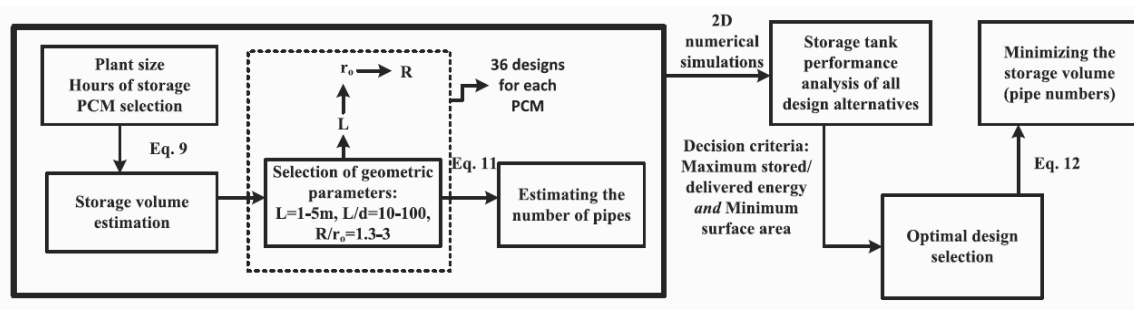 Plant size
Hours of storage
PCM selection
Eq. 9
Storage volume
estimation
rₒ
R
L
Selection of geometric
parameters:
L=1-5m, L/d=10-100,
R/rₒ=1.3-3
36 designs
for each
PCM
Eq. 11
Estimating the
number of pipes
2D
numerical
simulations
Storage tank
performance
analysis of all
design alternatives
Decision criteria:
Maximum stored/
delivered energy
and Minimum
surface area
Optimal design
selection
Eq. 12
Minimizing the
storage volume
(pipe numbers)